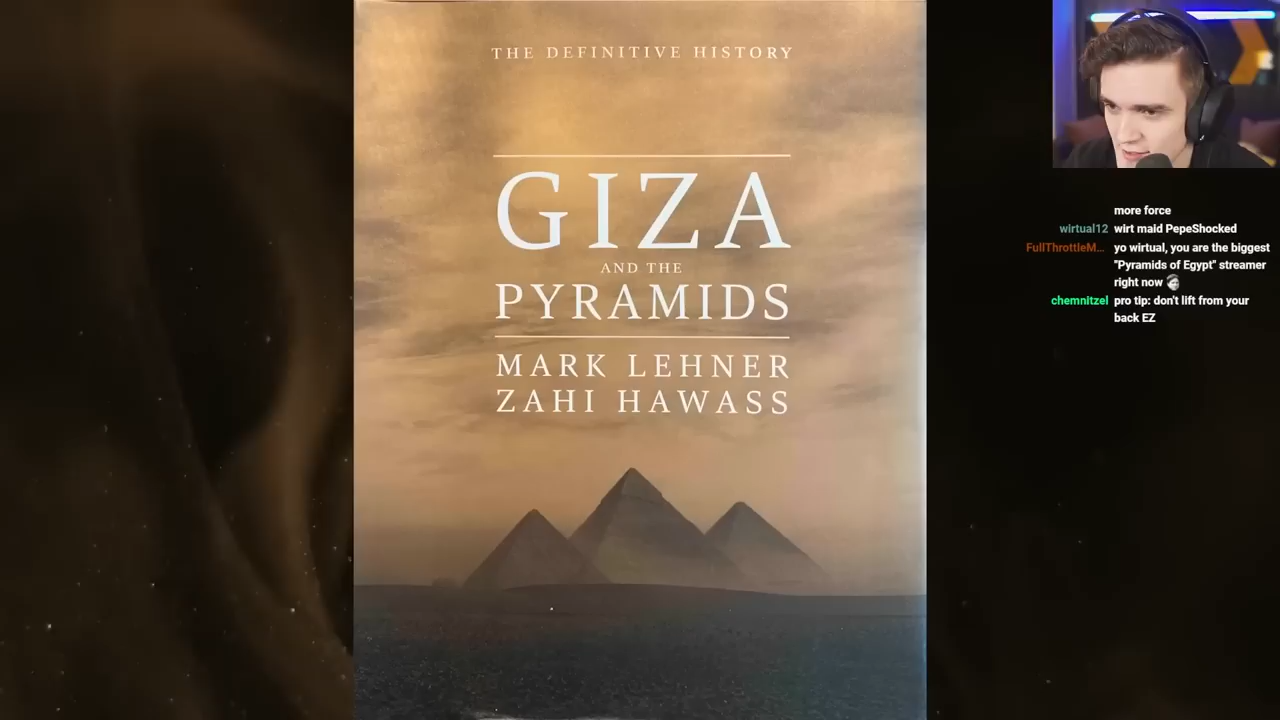 THE DEFINITIVE HISTORY
GIZA
AND THE
PYRAMIDS
MARK LEHNER
ZAHI HAWASS
more force
wirtual12 wirt maid PepeShocked
FullThrottleM... yo wirtual, you are the biggest
"Pyramids of Egypt" streamer
right now
chemnitzel pro tip: don't lift from your
back EZ